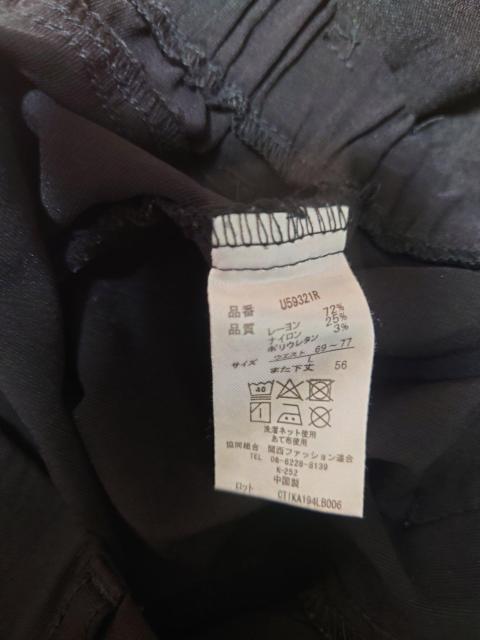 品番 U59321R
品質 レーヨン 72%
ナイロン 25%
ポリウレタン 3%
サイズ ウエスト 69~77
L
また下丈 56
40
洗濯ネット使用
あて布使用
協同組合 関西ファッション連合
TEL 06-6228-8139
K-252
中国製
ロット CTIKA194LB006